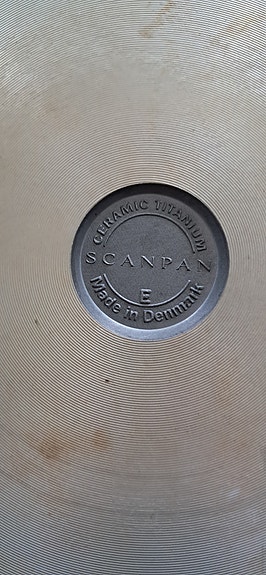 CERAMIC TITANIUM
SCANPAN
E
Made in Denmark